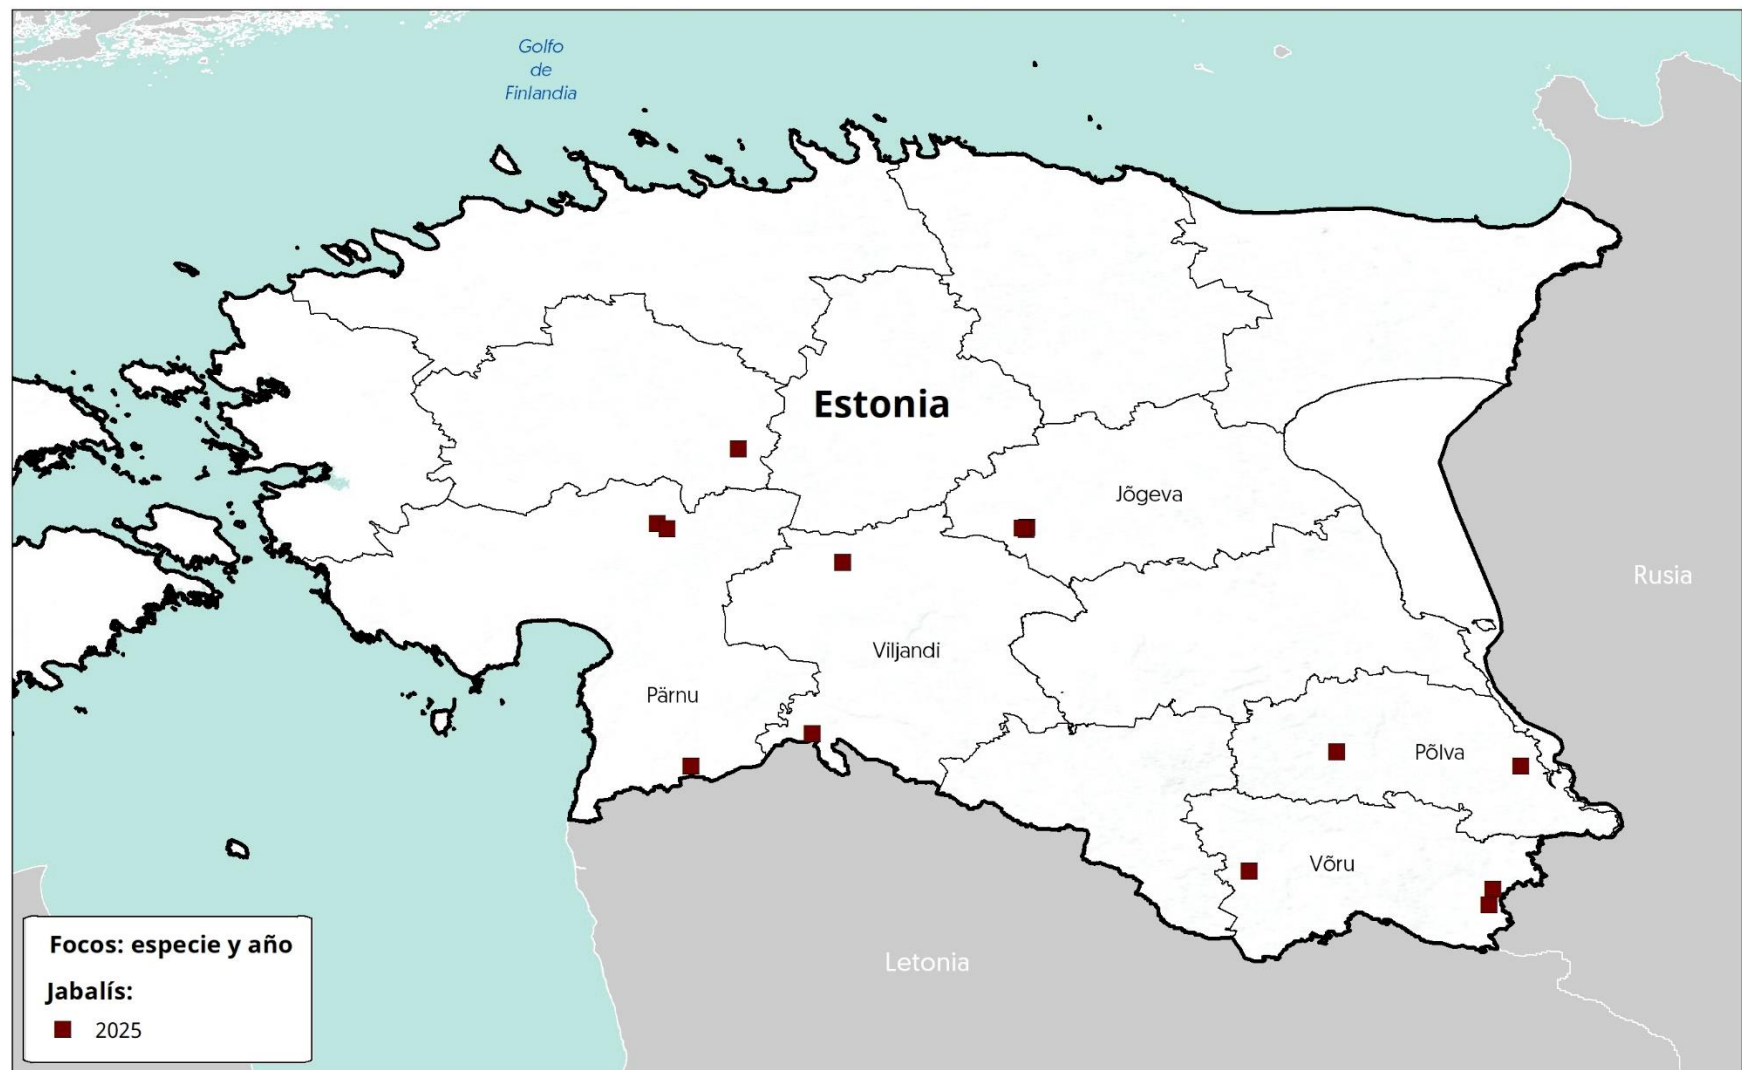 Golfo
de
Finlandia
Estonia
Jõgeva
Rusia
Viljandi
Pärnu
Põlva
Võru
Letonia
Focos: especie y año
Jabalís:
2025